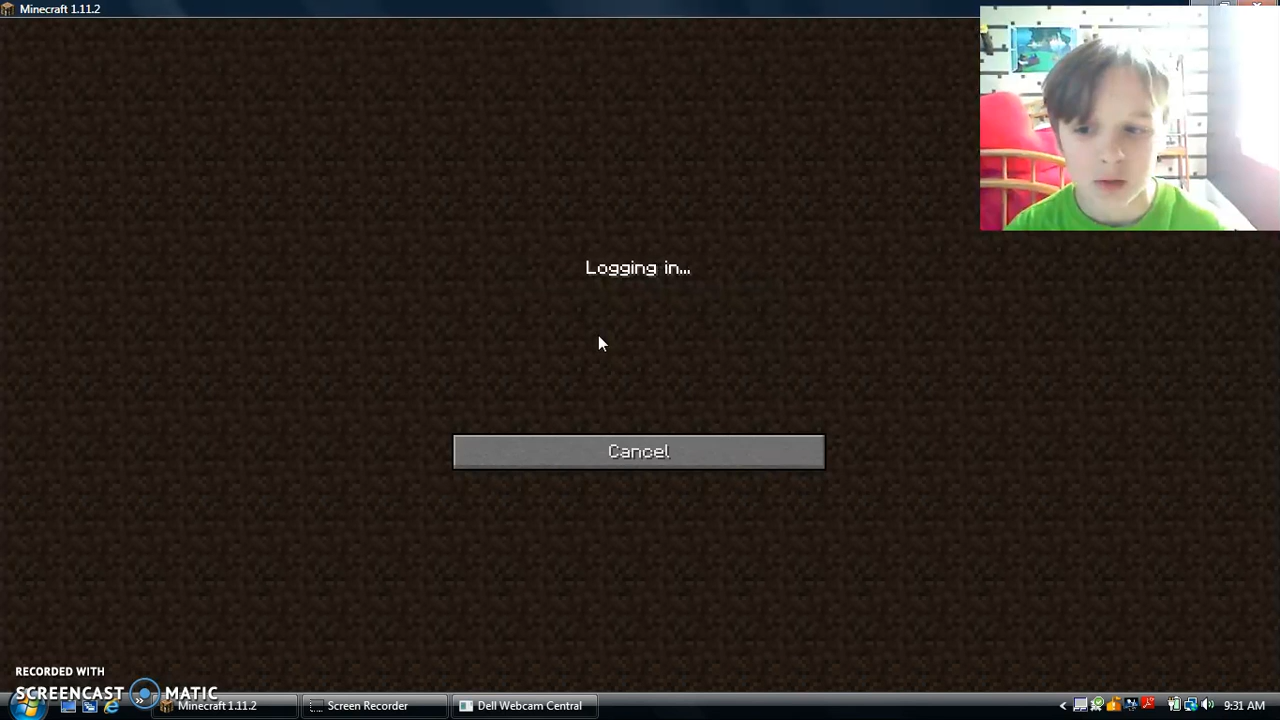 Minecraft 1.11.2
Logging in...
Cancel
RECORDED WITH
SCREENCAST MATIC
Minecraft 1.11.2
Screen Recorder
Dell Webcam Central
9:31 AM